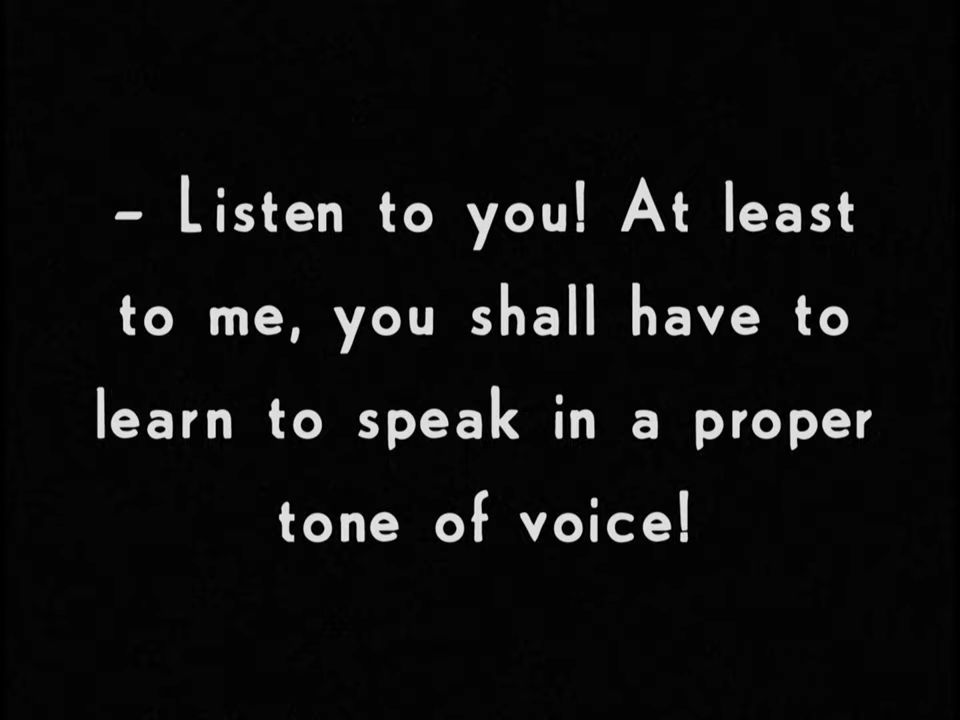 – Listen to you! At least
to me, you shall have to
learn to speak in a proper
tone of voice!